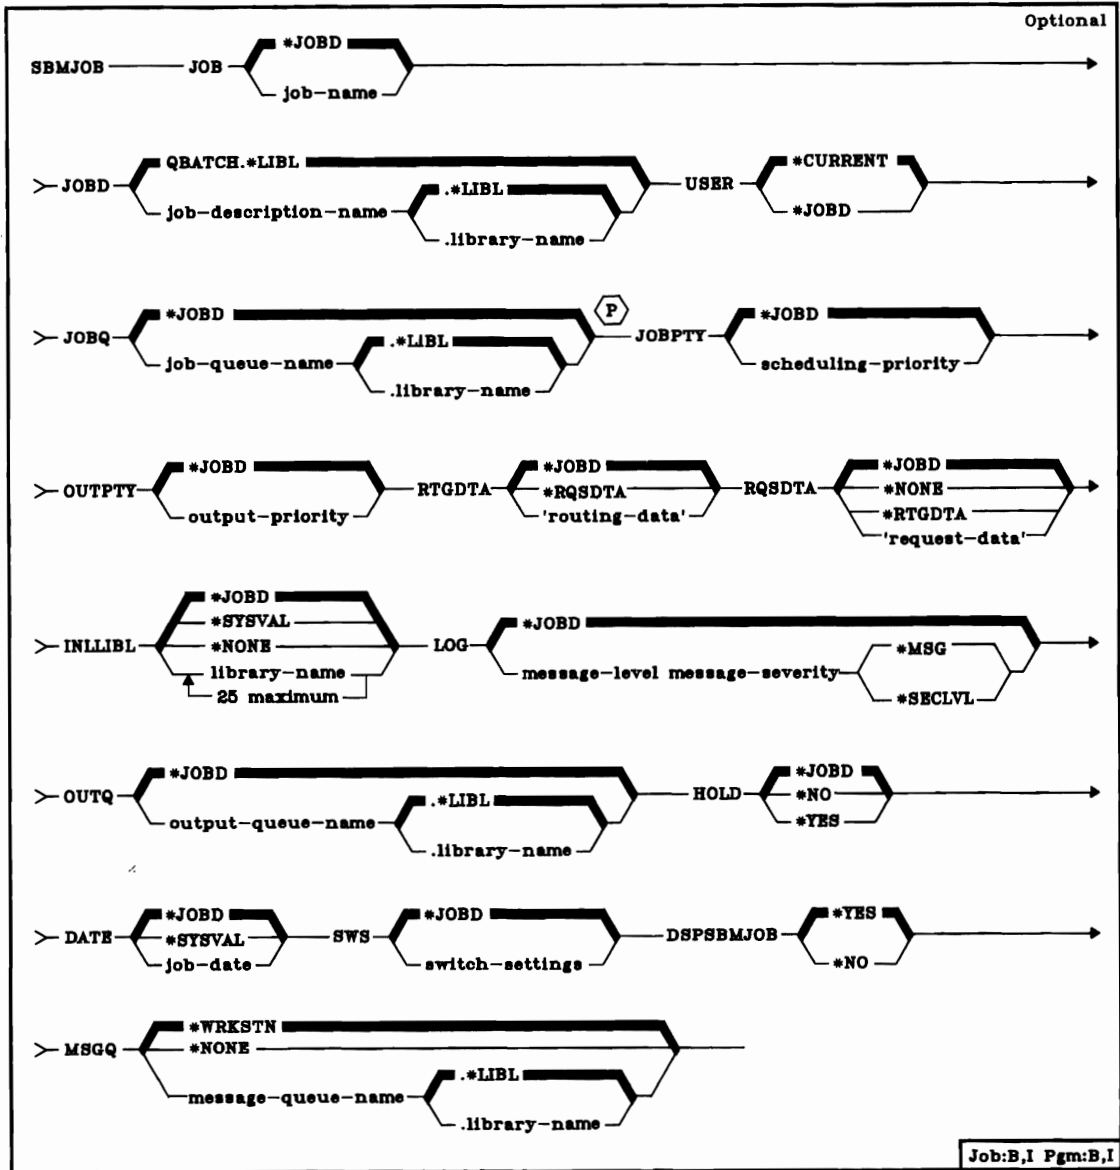 Optional
*JOBD
SBMJOB JOB
job-name
QBATCH.*LIBL *CURRENT
JOBD .*LIBL USER
job-description-name *JOBD
.library-name
*JOBD P *JOBD
JOBQ .*LIBL JOBPTY
job-queue-name scheduling-priority
.library-name
*JOBD *JOBD *JOBD
OUTPTY RTGDTA *RQSDTA RQSDTA *NONE
output-priority 'routing-data' *RTGDTA
'request-data'
*JOBD *JOBD
*SYSVAL
INLLIBL *NONE LOG *MSG
library-name message-level message-severity
25 maximum *SECLVL
*JOBD *JOBD
OUTQ .*LIBL HOLD *NO
output-queue-name *YES
.library-name
*JOBD *JOBD *YES
DATE *SYSVAL SWS DSPSBMJOB
job-date switch-settings *NO
*WRKSTN
MSGQ *NONE
.*LIBL
message-queue-name
.library-name
Job:B,I Pgm:B,I